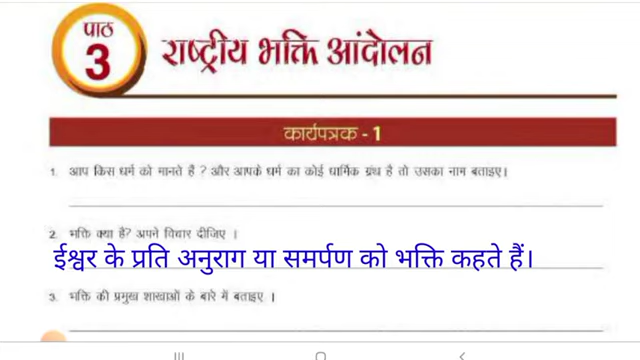 पाठ
3
राष्ट्रीय भक्ति आंदोलन
कार्यपत्रक - 1
1. आप किस धर्म को मानते हैं ? और आपके धर्म का कोई धार्मिक ग्रंथ है तो उसका नाम बताइए।
2. भक्ति क्या है? अपने विचार दीजिए ।
ईश्वर के प्रति अनुराग या समर्पण को भक्ति कहते हैं।
3. भक्ति की प्रमुख शाखाओं के बारे में बताइए ।